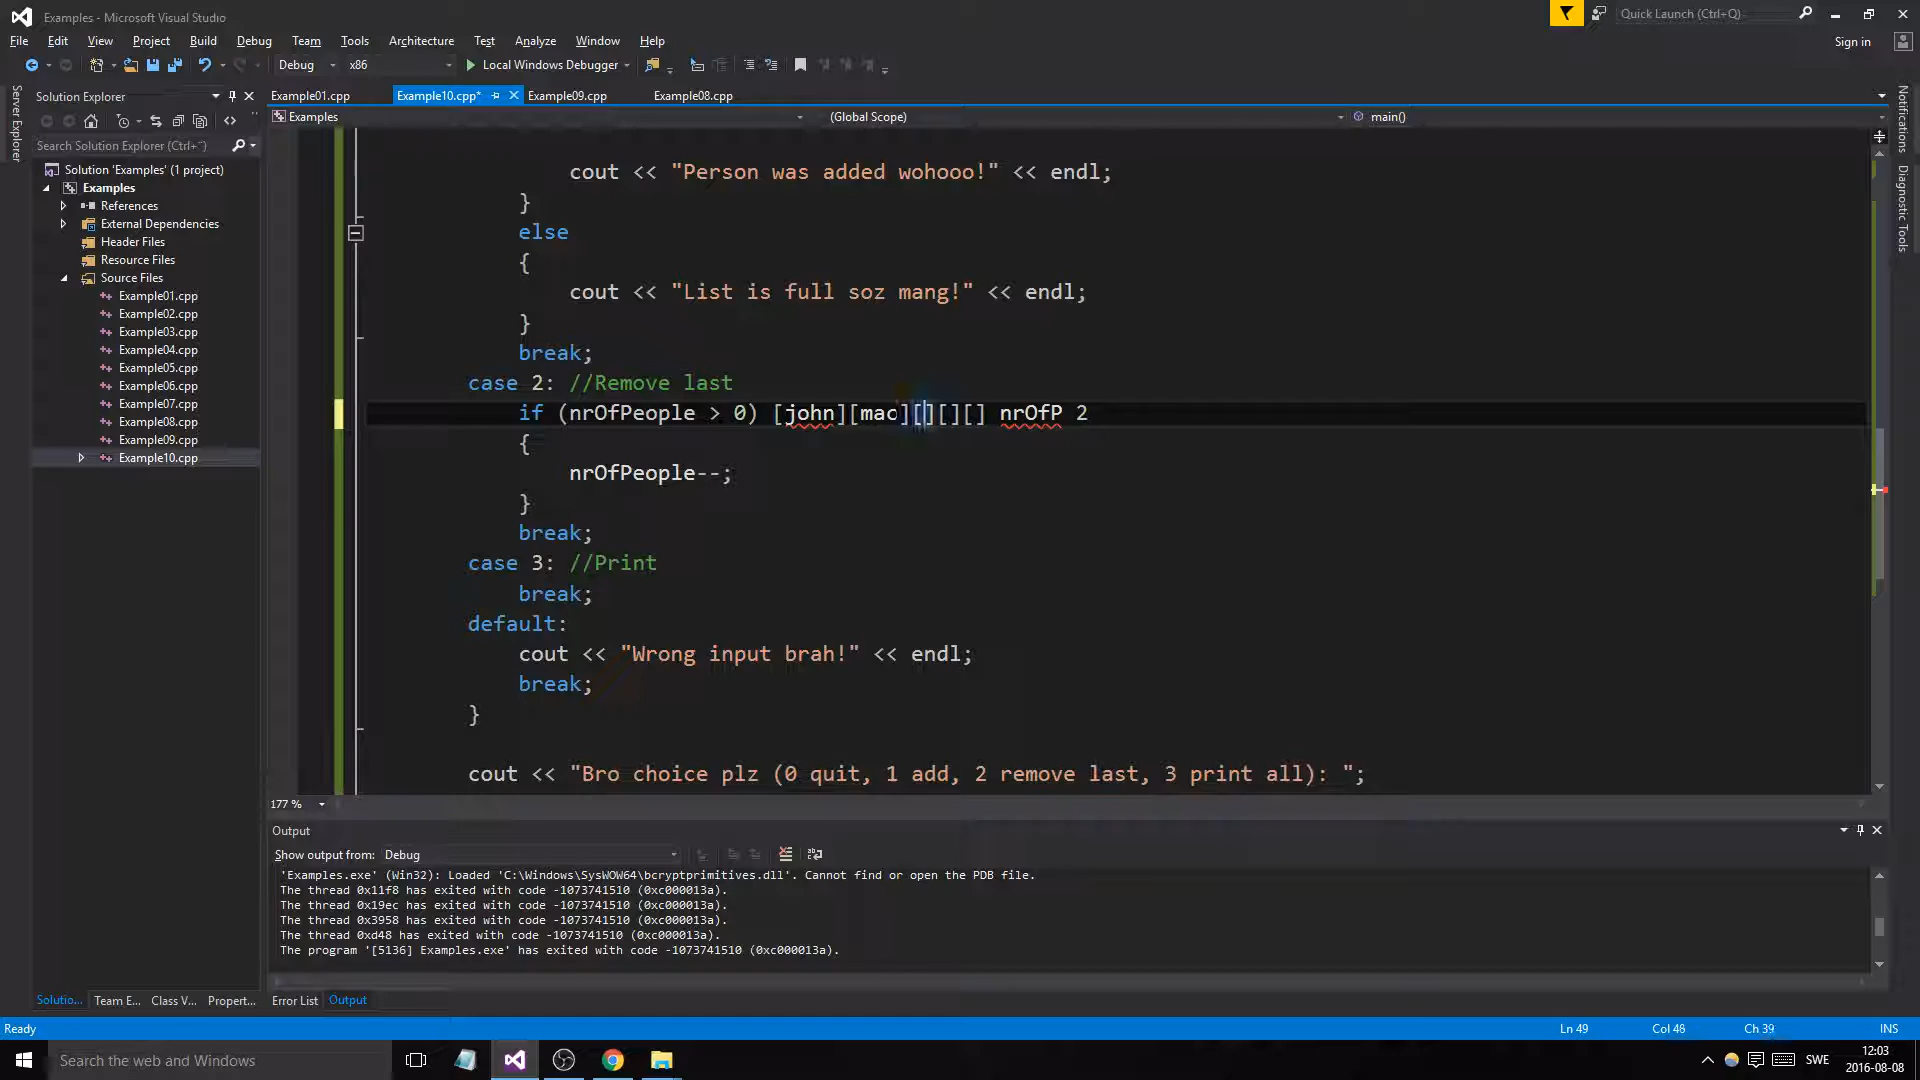 Examples - Microsoft Visual Studio
Quick Launch (Ctrl+Q)
File Edit View Project Build Debug Team Tools Architecture Test Analyze Window Help
Sign in
Debug x86 Local Windows Debugger
Server Explorer
Solution Explorer
Example01.cpp Example10.cpp* Example09.cpp Example08.cpp
Examples (Global Scope) main()
Search Solution Explorer (Ctrl+¨)
Solution 'Examples' (1 project)
Examples
References
External Dependencies
Header Files
Resource Files
Source Files
Example01.cpp
Example02.cpp
Example03.cpp
Example04.cpp
Example05.cpp
Example06.cpp
Example07.cpp
Example08.cpp
Example09.cpp
Example10.cpp
cout << "Person was added wohooo!" << endl;
}
else
{
cout << "List is full soz mang!" << endl;
}
break;
case 2: //Remove last
if (nrOfPeople > 0) [john][mac][][][] nrOfP 2
{
nrOfPeople--;
}
break;
case 3: //Print
break;
default:
cout << "Wrong input brah!" << endl;
break;
}
cout << "Bro choice plz (0 quit, 1 add, 2 remove last, 3 print all): ";
177 %
Notifications
Diagnostic Tools
Output
Show output from: Debug
'Examples.exe' (Win32): Loaded 'C:\Windows\SysWOW64\bcryptprimitives.dll'. Cannot find or open the PDB file.
The thread 0x11f8 has exited with code -1073741510 (0xc000013a).
The thread 0x19ec has exited with code -1073741510 (0xc000013a).
The thread 0x3958 has exited with code -1073741510 (0xc000013a).
The thread 0xd48 has exited with code -1073741510 (0xc000013a).
The program '[5136] Examples.exe' has exited with code -1073741510 (0xc000013a).
Solutio... Team E... Class V... Propert... Error List Output
Ready Ln 49 Col 48 Ch 39 INS
Search the web and Windows
SWE
12:03
2016-08-08